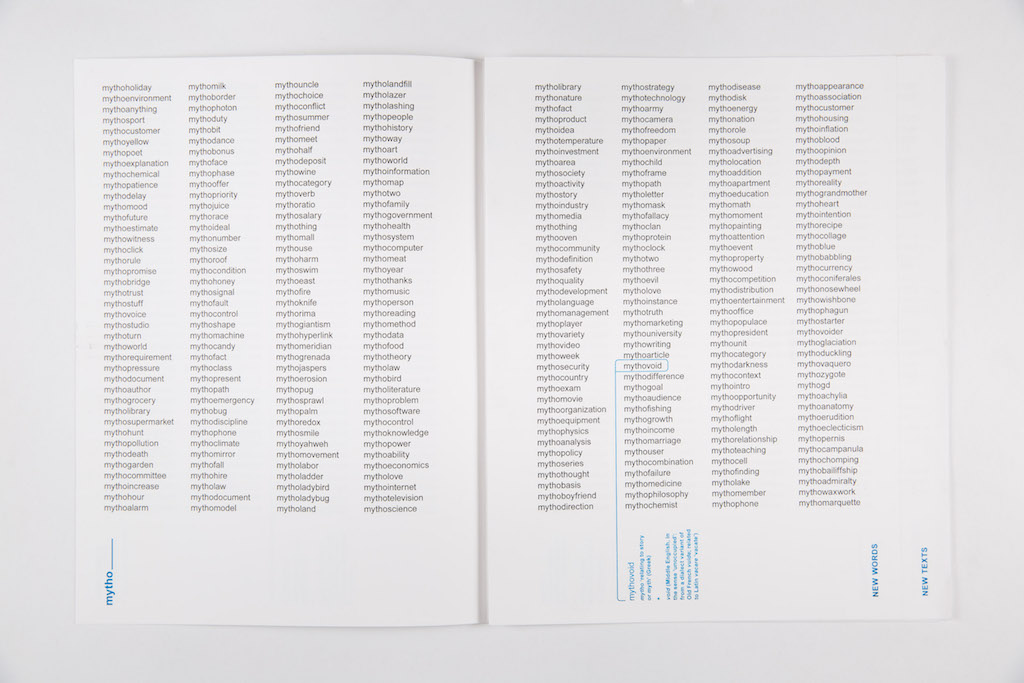 mythoholiday
mythoenvironment
mythoanything
mythosport
mythocustomer
mythoyellow
mythopoet
mythoexplanation
mythochemical
mythopatience
mythodelay
mythomood
mythofuture
mythoestimate
mythowitness
mythoclick
mythorule
mythopromise
mythobridge
mythotrust
mythostuff
mythovoice
mythostudio
mythoturn
mythoworld
mythorequirement
mythopressure
mythodocument
mythoauthor
mythogrocery
mytholibrary
mythosupermarket
mythohunt
mythopollution
mythodeath
mythogarden
mythocommittee
mythoincrease
mythohour
mythoalarm
mythomilk
mythoborder
mythophoton
mythoduty
mythobit
mythodance
mythobonus
mythoface
mythophase
mythooffer
mythopriority
mythojuice
mythorace
mythoideal
mythonumber
mythosize
mythoroof
mythocondition
mythohoney
mythosignal
mythofault
mythocontrol
mythoshape
mythomachine
mythocandy
mythofact
mythoclass
mythopresent
mythopath
mythoemergency
mythobug
mythodiscipline
mythophone
mythoclimate
mythomirror
mythofall
mythohire
mytholaw
mythodocument
mythomodel
mythouncle
mythochoice
mythoconflict
mythosummer
mythofriend
mythomeet
mythohalf
mythodeposit
mythowine
mythocategory
mythoverb
mythoratio
mythosalary
mythothing
mythomall
mythouse
mythoharm
mythoswim
mythoeast
mythofire
mythoknife
mythorima
mythogiantism
mythohyperlink
mythomeridian
mythogrenada
mythojaspers
mythoerosion
mythopug
mythosprawl
mythopalm
mythoredox
mythosmile
mythoyahweh
mythomovement
mytholabor
mytholadder
mytholadybird
mytholadybug
mytholand
mytholandfill
mytholazer
mytholashing
mythopeople
mythohistory
mythoway
mythoart
mythoworld
mythoinformation
mythomap
mythotwo
mythofamily
mythogovernment
mythohealth
mythosystem
mythocomputer
mythomeat
mythoyear
mythothanks
mythomusic
mythoperson
mythoreading
mythomethod
mythodata
mythofood
mythotheory
mytholaw
mythobird
mytholiterature
mythoproblem
mythosoftware
mythocontrol
mythoknowledge
mythopower
mythoability
mythoeconomics
mytholove
mythointernet
mythotelevision
mythoscience
mytho___
mytholibrary
mythonature
mythofact
mythoproduct
mythoidea
mythotemperature
mythoinvestment
mythoarea
mythosociety
mythoactivity
mythostory
mythoindustry
mythomedia
mythothing
mythooven
mythocommunity
mythodefinition
mythosafety
mythoquality
mythodevelopment
mytholanguage
mythomanagement
mythoplayer
mythovariety
mythovideo
mythoweek
mythosecurity
mythocountry
mythoexam
mythomovie
mythoorganization
mythoequipment
mythophysics
mythoanalysis
mythopolicy
mythoseries
mythothought
mythobasis
mythoboyfriend
mythodirection
mythostrategy
mythotechnology
mythoarmy
mythocamera
mythofreedom
mythopaper
mythoenvironment
mythochild
mythoframe
mythopath
mytholetter
mythomask
mythofallacy
mythoclan
mythoprotein
mythoclock
mythotwo
mythothree
mythoevil
mytholove
mythoinstance
mythotruth
mythomarketing
mythouniversity
mythowriting
mythoarticle
mythovoid
mythodifference
mythogoal
mythoaudience
mythofishing
mythogrowth
mythoincome
mythomarriage
mythouser
mythocombination
mythofailure
mythomedicine
mythophilosophy
mythochemist
mythodisease
mythodisk
mythoenergy
mythonation
mythorole
mythosoup
mythoadvertising
mytholocation
mythoaddition
mythoapartment
mythoeducation
mythomath
mythomoment
mythopainting
mythoattention
mythoevent
mythoproperty
mythowood
mythocompetition
mythodistribution
mythoentertainment
mythooffice
mythopopulace
mythopresident
mythounit
mythocategory
mythodarkness
mythocontext
mythointro
mythoopportunity
mythodriver
mythoflight
mytholength
mythorelationship
mythoteaching
mythocell
mythofinding
mytholake
mythomember
mythophone
mythoappearance
mythoassociation
mythocustomer
mythohousing
mythoinflation
mythoblood
mythoopinion
mythodepth
mythopayment
mythoreality
mythograndmother
mythoheart
mythointention
mythorecipe
mythocollage
mythoblue
mythobabbling
mythocurrency
mythoconiferales
mythonosewheel
mythowishbone
mythophagun
mythostarter
mythovoider
mythoglaciation
mythoduckling
mythovaquero
mythozygote
mythogd
mythoachylia
mythoanatomy
mythoerudition
mythoeclecticism
mythopernis
mythocampanula
mythochomping
mythobailiffship
mythoadmiralty
mythowaxwork
mythomarquette
mythovoid
mytho 'relating to story
or myth' (Greek)
+
void (Middle English, in
the sense 'unoccupied':
from a dialect variant of
Old French vuide; related
to Latin vacare 'vacate')
NEW WORDS
NEW TEXTS